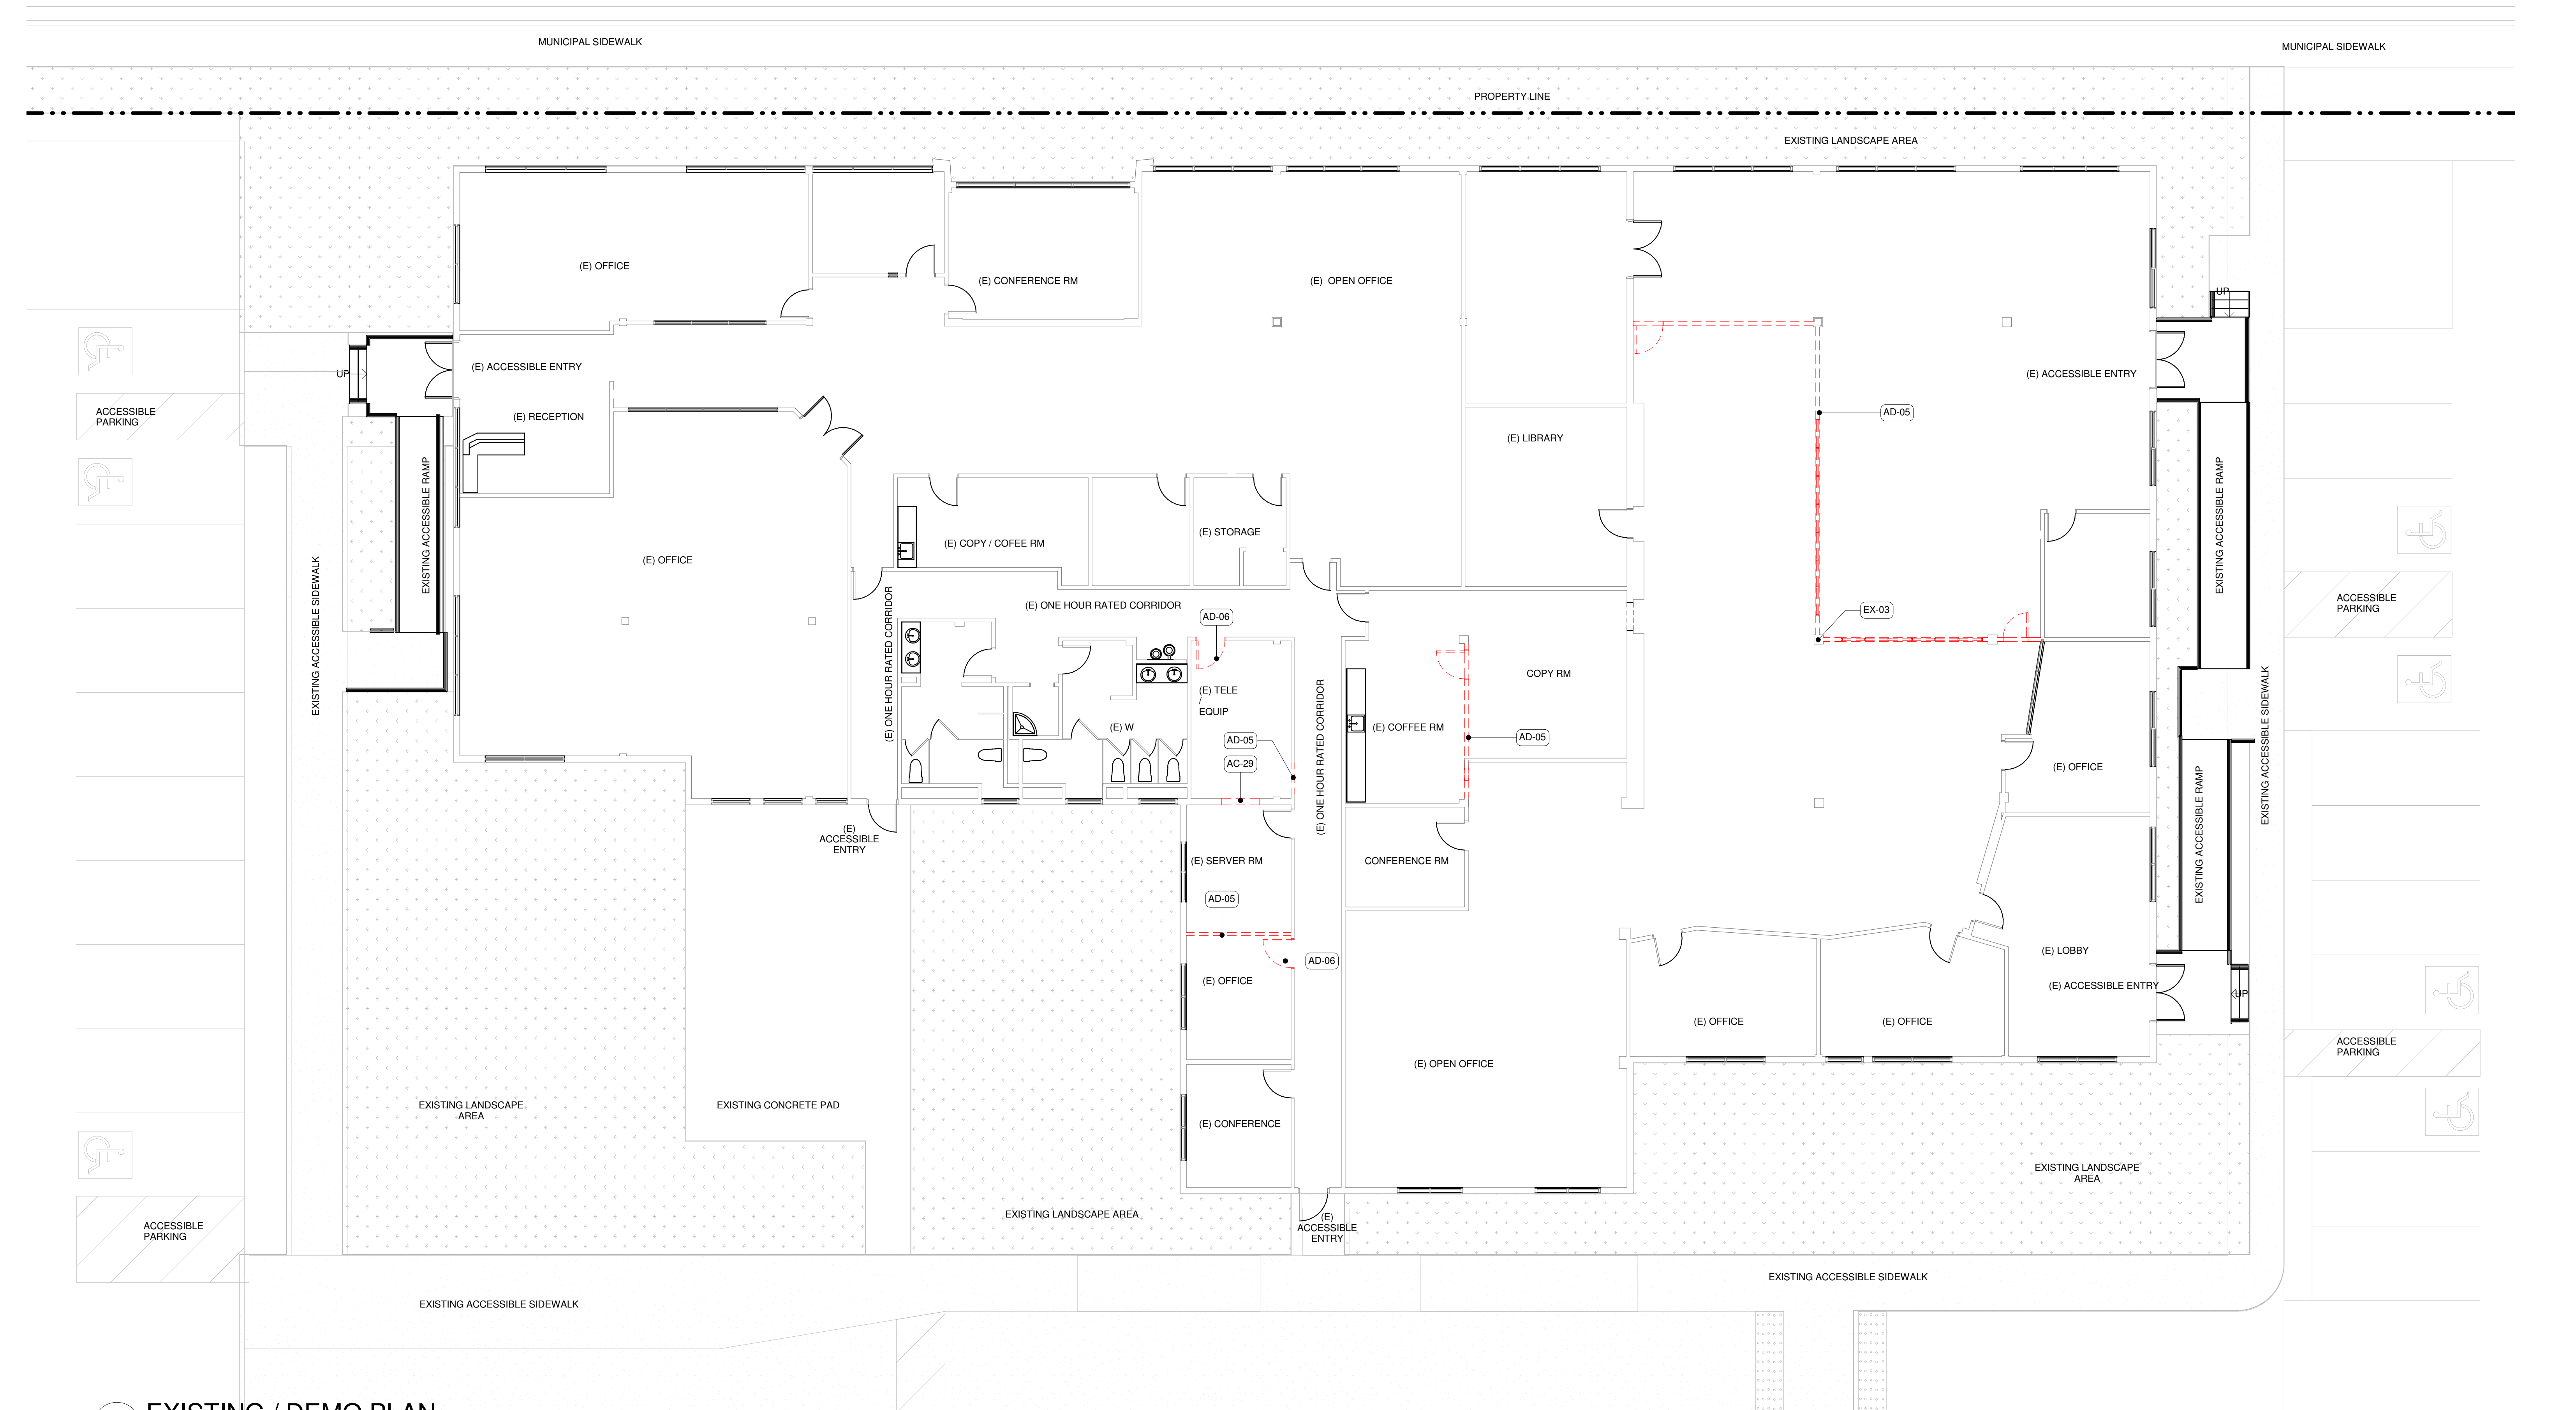 MUNICIPAL SIDEWALK
MUNICIPAL SIDEWALK
PROPERTY LINE
EXISTING LANDSCAPE AREA
(E) OFFICE
(E) CONFERENCE RM
(E) OPEN OFFICE
UP
(E) ACCESSIBLE ENTRY
UP
(E) ACCESSIBLE ENTRY
ACCESSIBLE
PARKING
(E) RECEPTION
AD-05
(E) LIBRARY
EXISTING ACCESSIBLE RAMP
EXISTING ACCESSIBLE RAMP
(E) STORAGE
(E) COPY / COFEE RM
(E) OFFICE
EXISTING ACCESSIBLE SIDEWALK
(E) ONE HOUR RATED CORRIDOR
(E) ONE HOUR RATED CORRIDOR
AD-06
EX-03
ACCESSIBLE
PARKING
(E) TELE
/
EQUIP
(E) ONE HOUR RATED CORRIDOR
COPY RM
(E) W
(E) COFFEE RM
AD-05
AD-05
AC-29
(E) OFFICE
EXISTING ACCESSIBLE SIDEWALK
EXISTING ACCESSIBLE RAMP
(E)
ACCESSIBLE
ENTRY
(E) SERVER RM
CONFERENCE RM
AD-05
(E) LOBBY
AD-06
(E) OFFICE
(E) ACCESSIBLE ENTRY
UP
(E) OFFICE
(E) OFFICE
ACCESSIBLE
PARKING
(E) OPEN OFFICE
EXISTING LANDSCAPE
AREA
EXISTING CONCRETE PAD
(E) CONFERENCE
EXISTING LANDSCAPE
AREA
ACCESSIBLE
PARKING
EXISTING LANDSCAPE AREA
(E)
ACCESSIBLE
ENTRY
EXISTING ACCESSIBLE SIDEWALK
EXISTING ACCESSIBLE SIDEWALK
EXISTING / DEMO PLAN